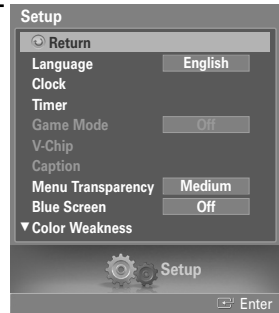 Setup
Return
Language English
Clock
Timer
Game Mode Off
V-Chip
Caption
Menu Transparency Medium
Blue Screen Off
▼ Color Weakness
Setup
Enter